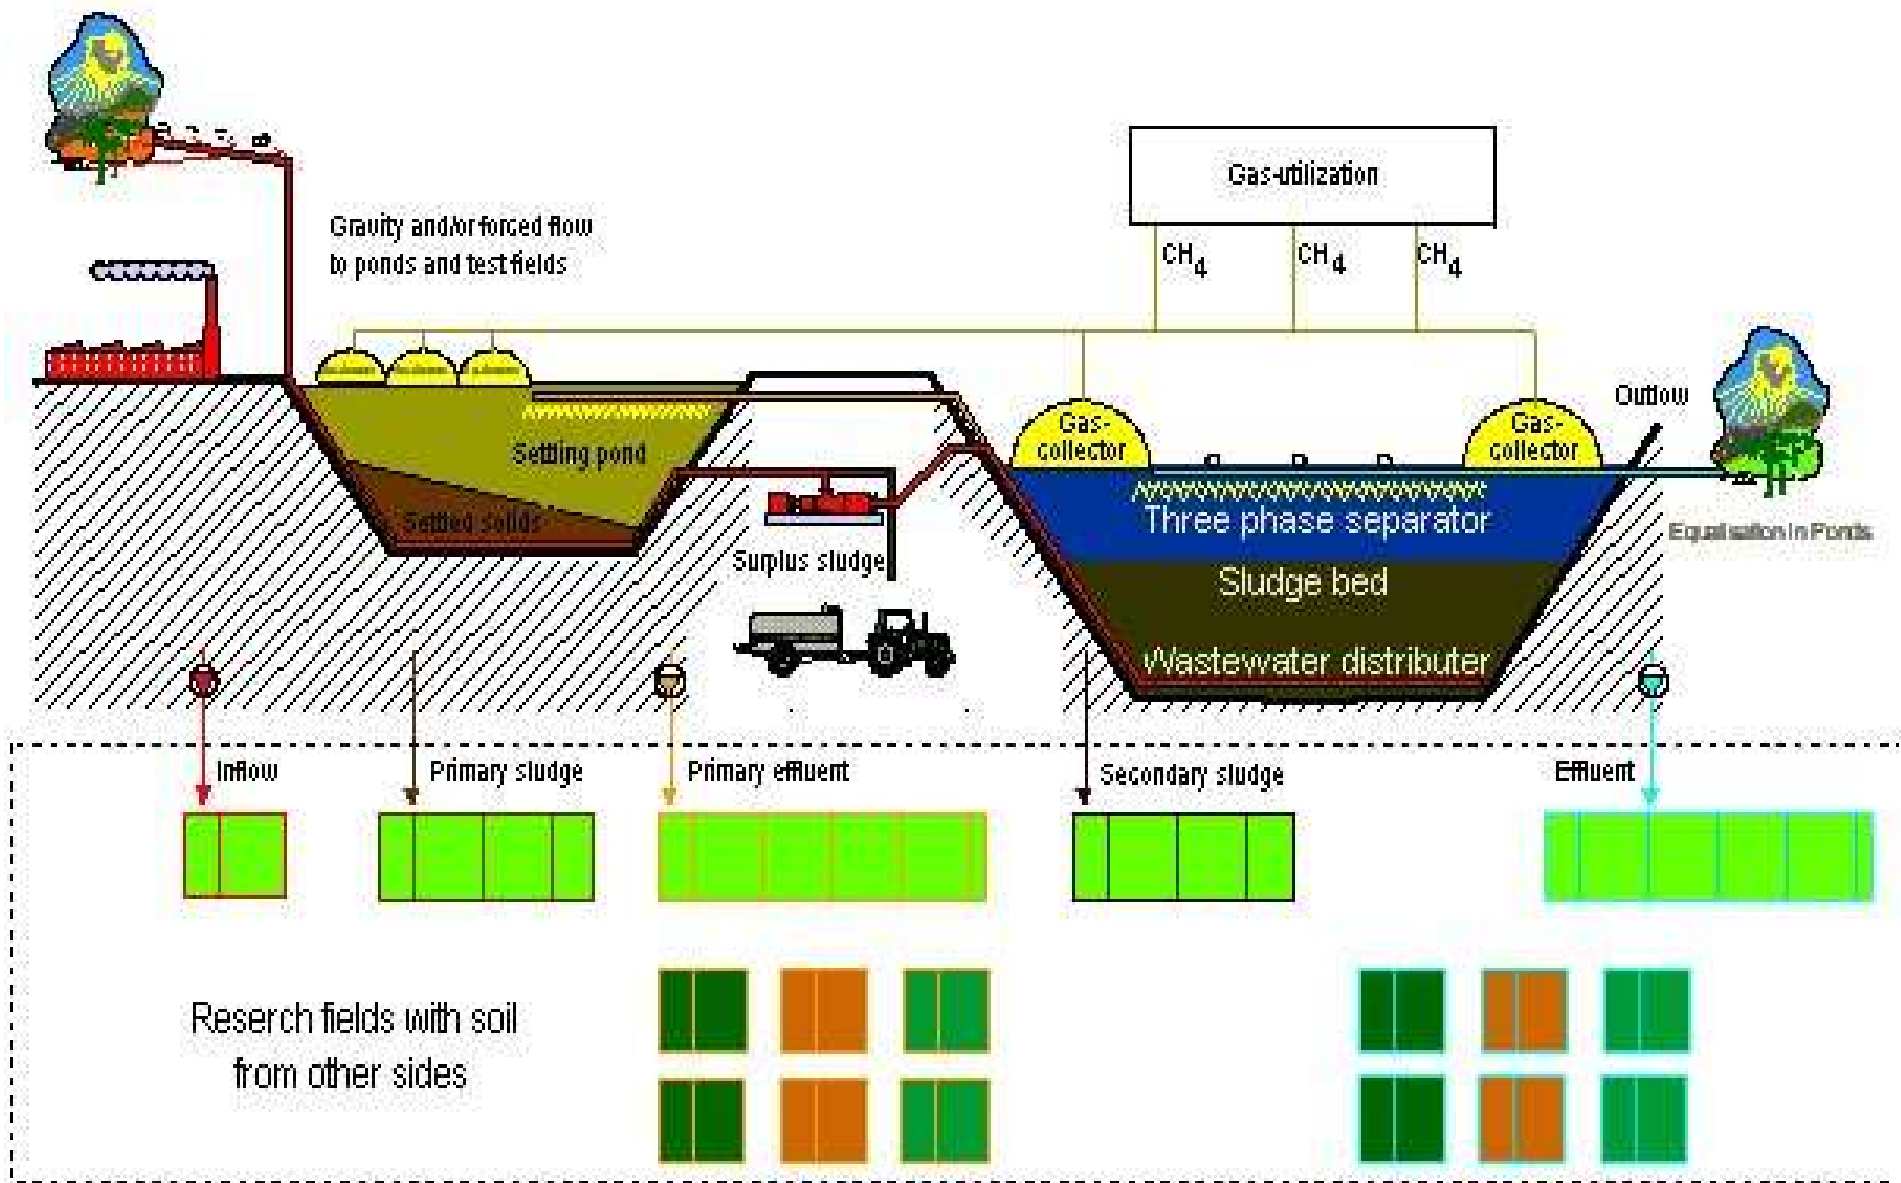 Gas-utilization
Gravity and/or forced flow
to ponds and test fields
CH4
CH4
CH4
Outflow
Gas-
collector
Gas-
collector
Settling pond
Settled solids
Three phase separator
Equalisation in Ponds
Surplus sludge
Sludge bed
Wastewater distributer
Inflow
Primary sludge
Primary effluent
Secondary sludge
Effluent
Reserch fields with soil
from other sides